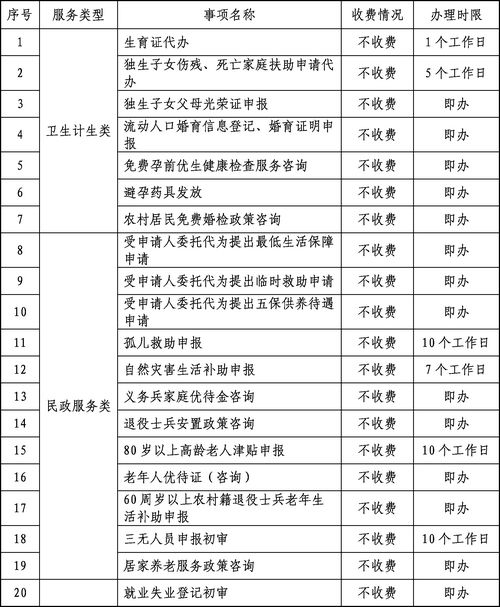 序号 服务类型 事项名称 收费情况 办理时限
1 生育证代办 不收费 1个工作日
2 独生子女伤残、死亡家庭扶助申请代 不收费 5个工作日
办
3 独生子女父母光荣证申报 不收费 即办
卫生计生类
4 流动人口婚育信息登记、婚育证明申 不收费 即办
报
5 免费孕前优生健康检查服务咨询 不收费 即办
6 避孕药具发放 不收费 即办
7 农村居民免费婚检政策咨询 不收费 即办
8 受申请人委托代为提出最低生活保障 不收费 即办
申请
9 受申请人委托代为提出临时救助申请 不收费 即办
10 受申请人委托代为提出五保供养待遇 不收费 即办
申请
11 孤儿救助申报 不收费 10个工作日
12 自然灾害生活补助申报 不收费 7个工作日
13 义务兵家庭优待金咨询 不收费 即办
民政服务类
14 退役士兵安置政策咨询 不收费 即办
15 80岁以上高龄老人津贴申报 不收费 10个工作日
16 老年人优待证(咨询) 不收费 即办
17 60周岁以上农村籍退役士兵老年生 不收费 即办
活补助申报
18 三无人员申报初审 不收费 10个工作日
19 居家养老服务政策咨询 不收费 即办
20 就业失业登记初审 不收费 即办